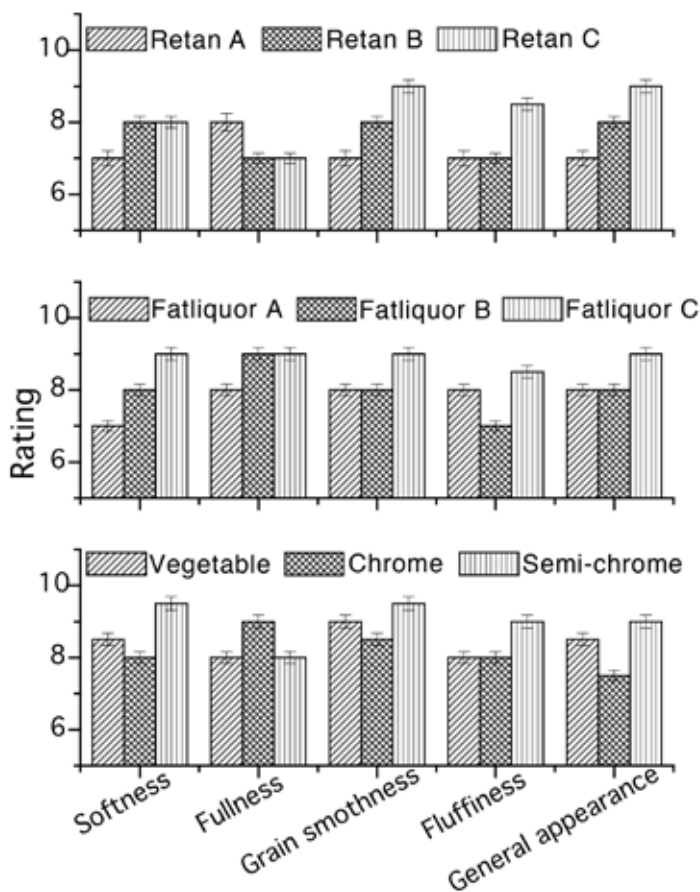 Retan A Retan B Retan C
10
8
6
Fatliquor A Fatliquor B Fatliquor C
10
8
6
Rating
Vegetable Chrome Semi-chrome
10
8
6
Softness
Fullness
Grain smothness
Fluffiness
General appearance